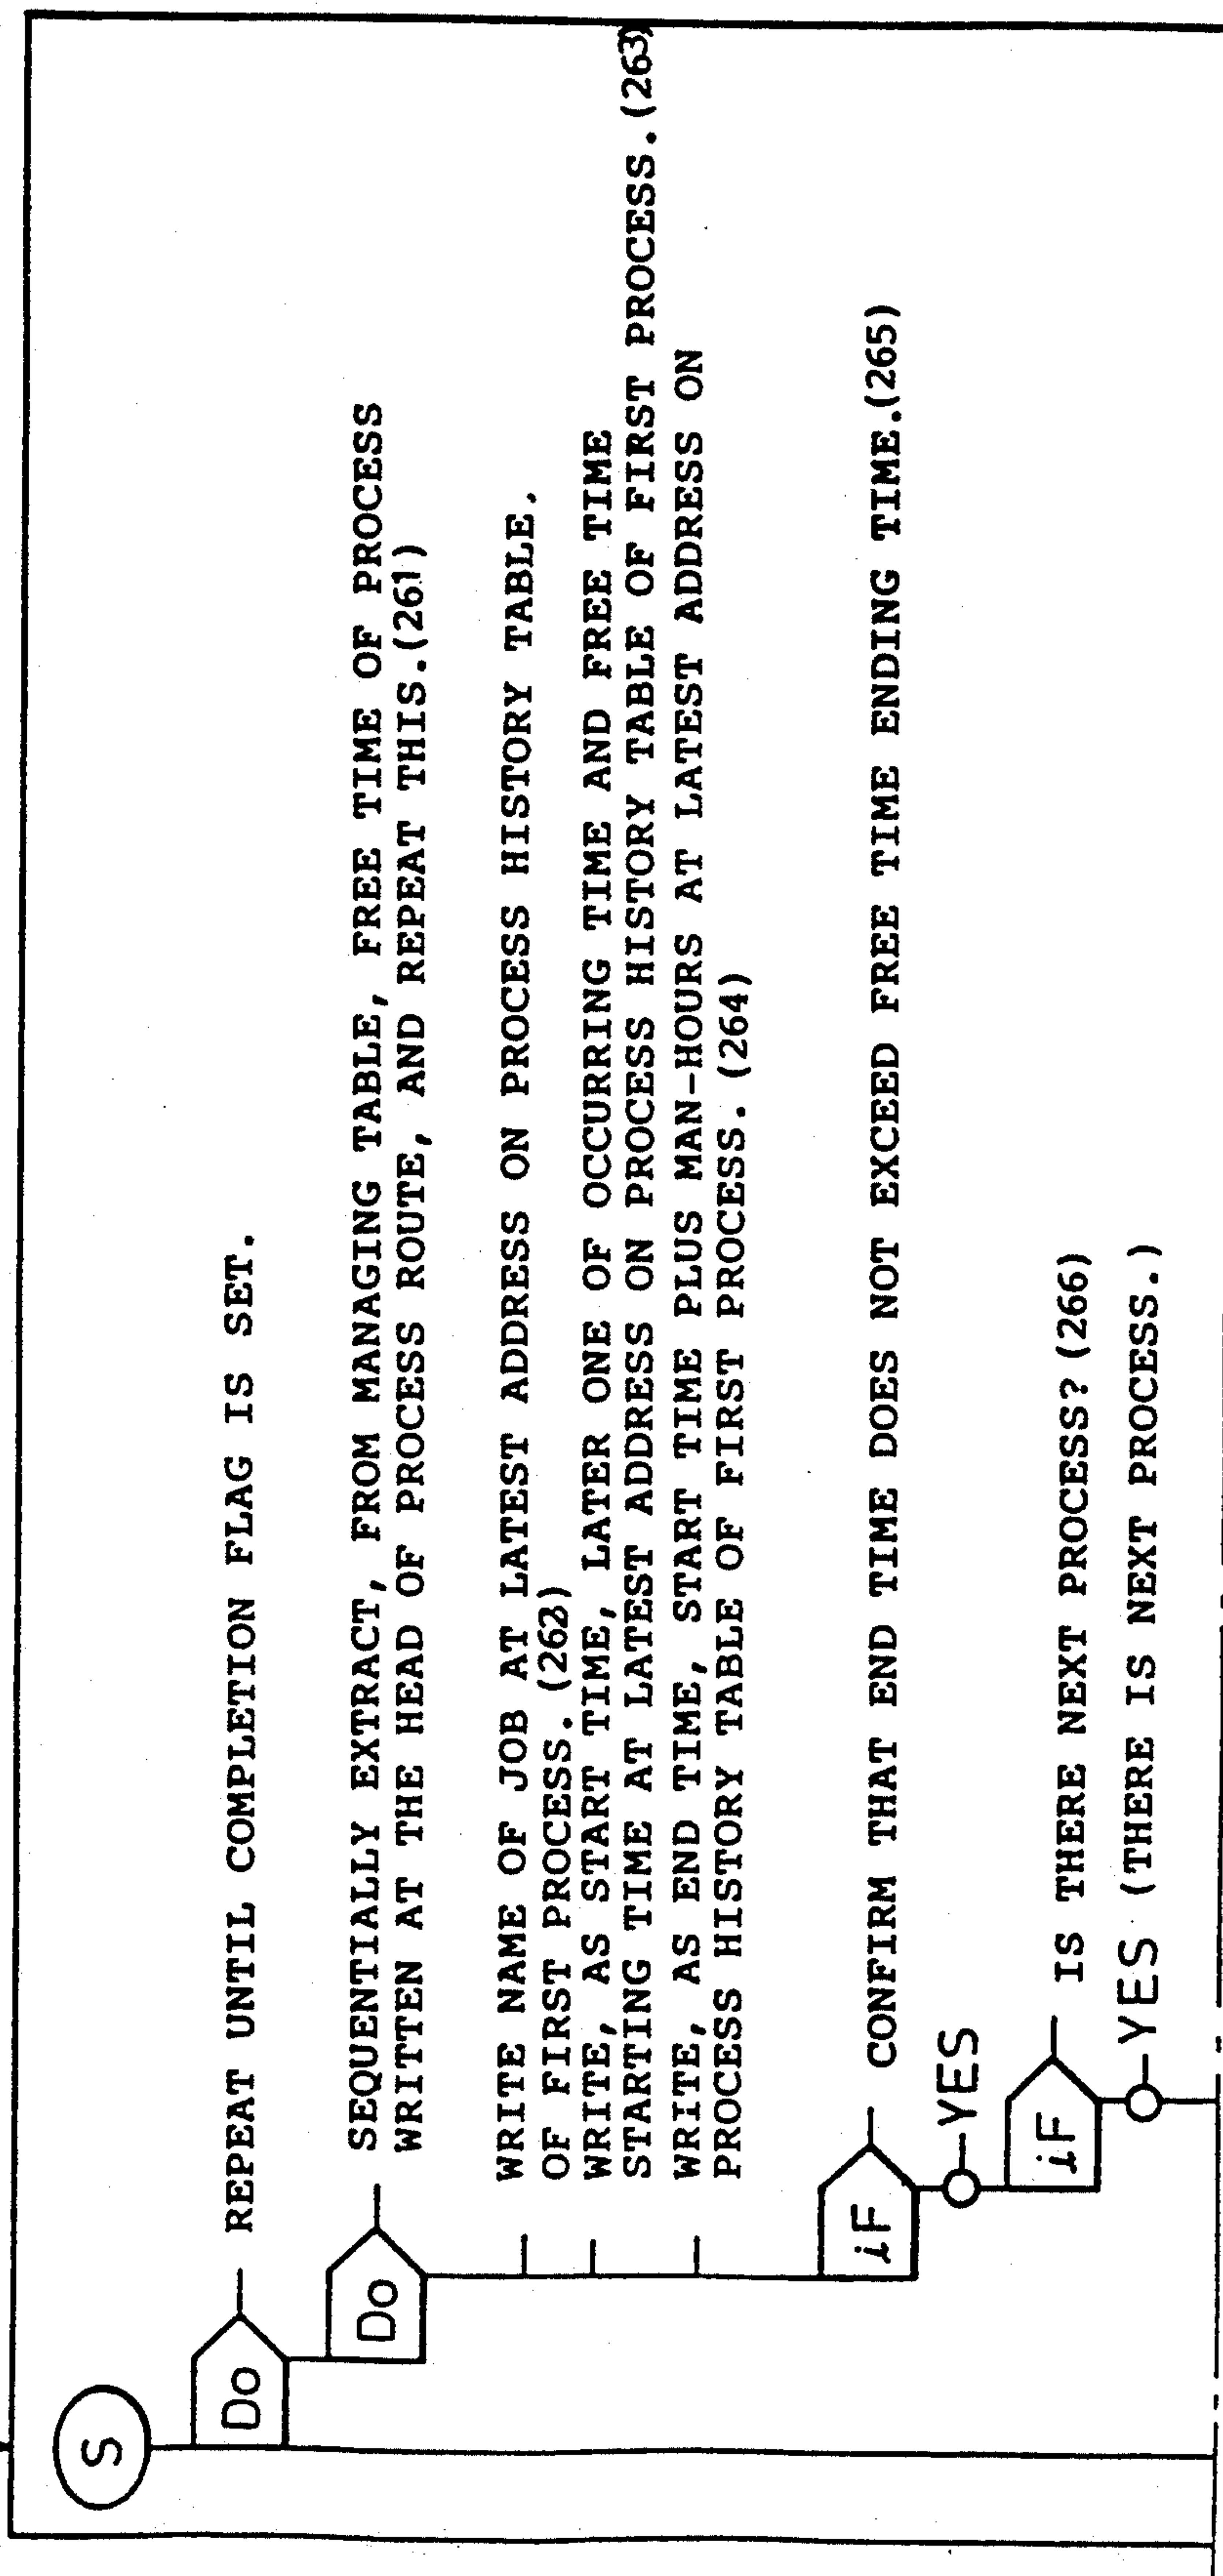 S
Do REPEAT UNTIL COMPLETION FLAG IS SET.
Do SEQUENTIALLY EXTRACT, FROM MANAGING TABLE, FREE TIME OF PROCESS
WRITTEN AT THE HEAD OF PROCESS ROUTE, AND REPEAT THIS.(261)
WRITE NAME OF JOB AT LATEST ADDRESS ON PROCESS HISTORY TABLE.
OF FIRST PROCESS. (262)
WRITE, AS START TIME, LATER ONE OF OCCURRING TIME AND FREE TIME
STARTING TIME AT LATEST ADDRESS ON PROCESS HISTORY TABLE OF FIRST PROCESS.(263)
WRITE, AS END TIME, START TIME PLUS MAN-HOURS AT LATEST ADDRESS ON
PROCESS HISTORY TABLE OF FIRST PROCESS. (264)
iF CONFIRM THAT END TIME DOES NOT EXCEED FREE TIME ENDING TIME.(265)
YES
iF IS THERE NEXT PROCESS? (266)
YES (THERE IS NEXT PROCESS.)